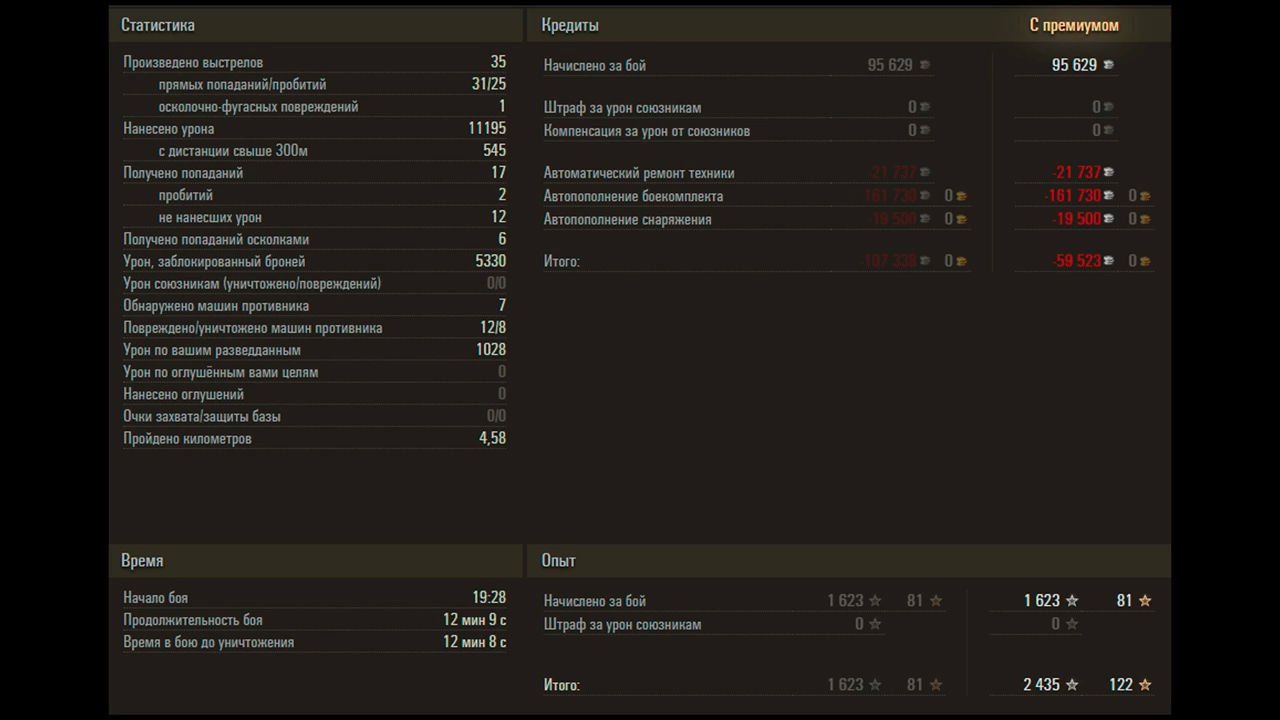 Статистика
Произведено выстрелов 35
прямых попаданий/пробитий 31/25
осколочно-фугасных повреждений 1
Нанесено урона 11195
с дистанции свыше 300м 545
Получено попаданий 17
пробитий 2
не нанесших урон 12
Получено попаданий осколками 6
Урон, заблокированный броней 5330
Урон союзникам (уничтожено/повреждений) 0/0
Обнаружено машин противника 7
Повреждено/уничтожено машин противника 12/8
Урон по вашим разведданным 1028
Урон по оглушённым вами целям 0
Нанесено оглушений 0
Очки захвата/защиты базы 0/0
Пройдено километров 4,58
Кредиты С премиумом
Начислено за бой 95 629 95 629
Штраф за урон союзникам 0 0
Компенсация за урон от союзников 0 0
Автоматический ремонт техники -21 737 -21 737
Автопополнение боекомплекта -161 730 0 -161 730 0
Автопополнение снаряжения -19 500 0 -19 500 0
Итого: -107 338 0 -59 523 0
Время
Начало боя 19:28
Продолжительность боя 12 мин 9 с
Время в бою до уничтожения 12 мин 8 с
Опыт
Начислено за бой 1 623 81 1 623 81
Штраф за урон союзникам 0 0
Итого: 1 623 81 2 435 122